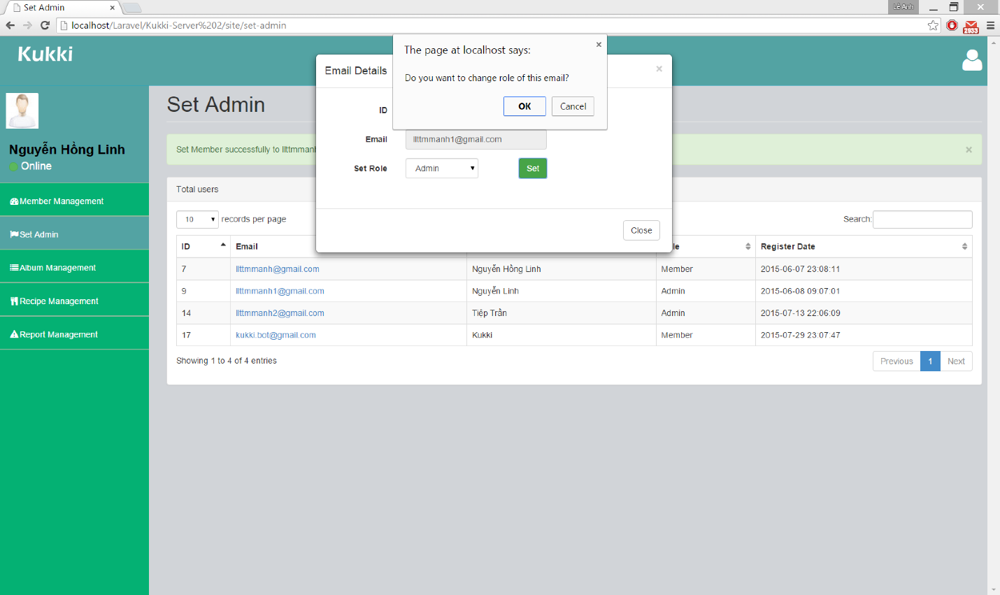 Set Admin
Lê Anh
localhost/Laravel/Kukki-Server%202/site/set-admin
2933
Kukki
The page at localhost says:
Do you want to change role of this email?
OK
Cancel
Email Details
ID
Email
llttmmanh1@gmail.com
Set Role
Admin
Set
Close
Nguyễn Hồng Linh
Online
Member Management
Set Admin
Album Management
Recipe Management
Report Management
Set Admin
Set Member successfully to
Total users
10 records per page
Search:
ID Email Register Date
7 llttmmanh@gmail.com Nguyễn Hồng Linh Member 2015-06-07 23:08:11
9 llttmmanh1@gmail.com Nguyễn Linh Admin 2015-06-08 09:07:01
14 llttmmanh2@gmail.com Tiệp Trần Admin 2015-07-13 22:06:09
17 kukki.bot@gmail.com Kukki Member 2015-07-29 23:07:47
Showing 1 to 4 of 4 entries
Previous 1 Next